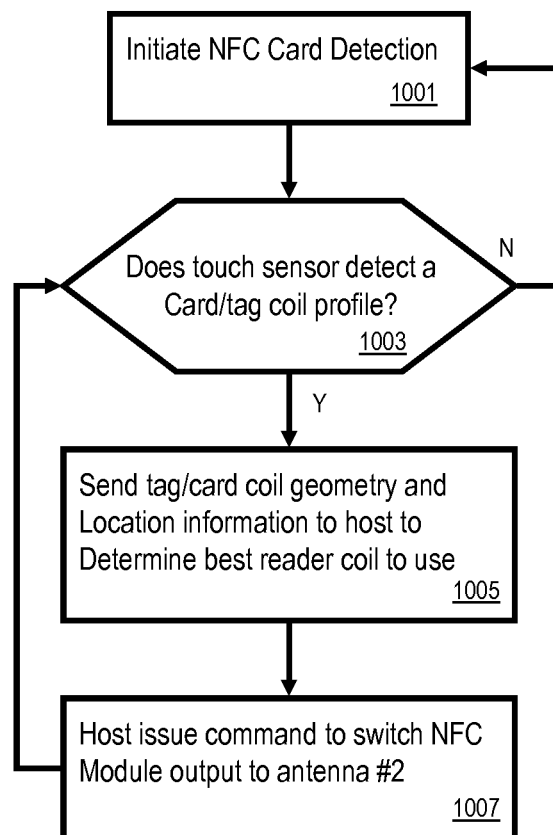 Initiate NFC Card Detection
1001
N
Does touch sensor detect a
Card/tag coil profile?
1003
Y
Send tag/card coil geometry and
Location information to host to
Determine best reader coil to use
1005
Host issue command to switch NFC
Module output to antenna #2
1007